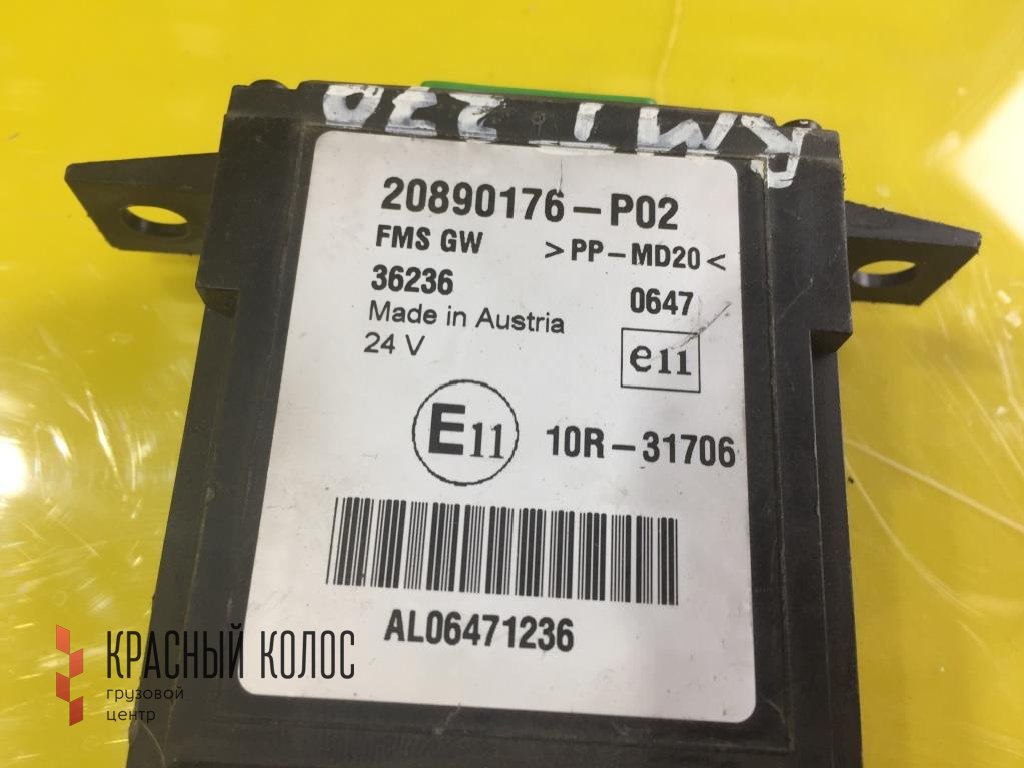 20890176-P02
FMS GW >PP-MD20<
36236 0647
Made in Austria
24 V e11
E11 10R-31706
AL06471236
КРАСНЫЙ КОЛОС
грузовой
центр